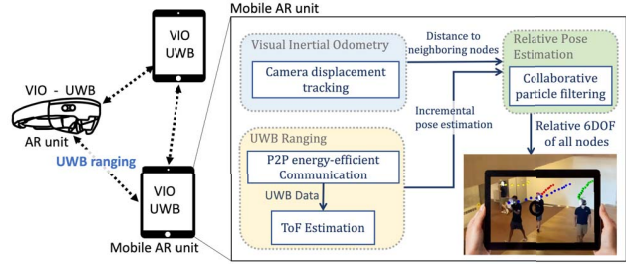 Mobile AR unit
VIO
UWB
VIO - UWB
AR unit
UWB ranging
VIO
UWB
Mobile AR unit
Visual Inertial Odometry
Camera displacement
tracking
Distance to
neighboring nodes
Relative Pose
Estimation
Collaborative
particle filtering
Incremental
pose estimation
UWB Ranging
P2P energy-efficient
Communication
UWB Data
ToF Estimation
Relative 6DOF
of all nodes